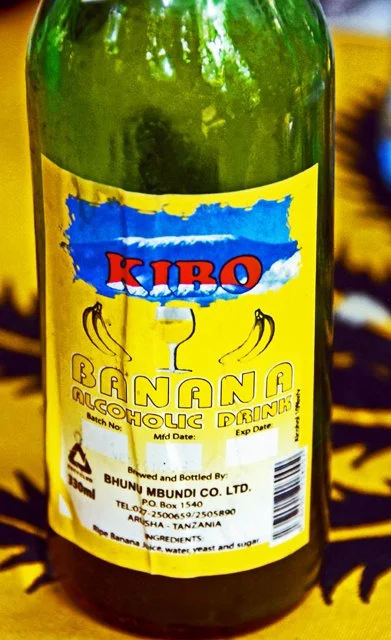 KIBO
BANANA
ALCOHOLIC DRINK
Batch No:
Mfd Date:
Exp Date:
330ml
Brewed and Bottled By:
BHUNU MBUNDI CO. LTD.
P.O. Box 1540
TEL:027-2500659/2505890
ARUSHA - TANZANIA
INGREDIENTS:
Ripe Banana Juice, water, yeast and sugar